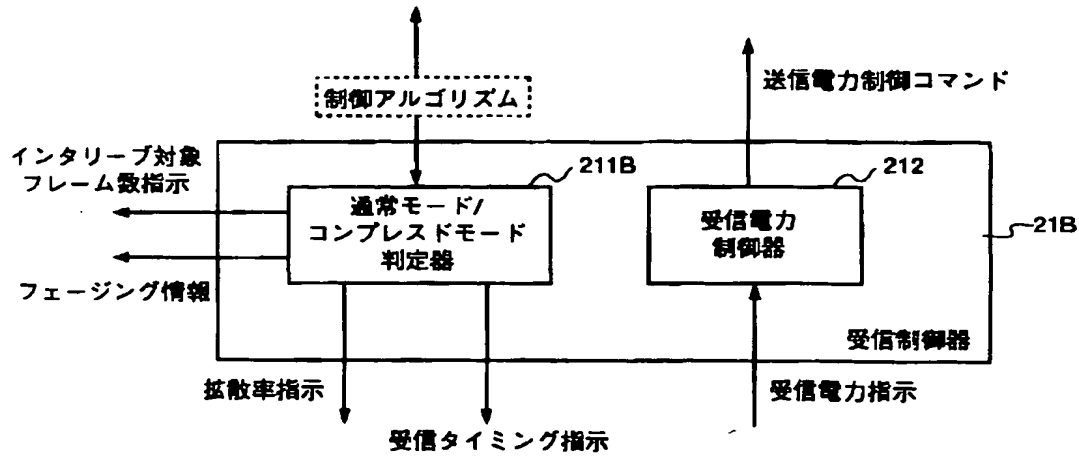 制御アルゴリズム
送信電力制御コマンド
インタリーブ対象
フレーム数指示
211B
212
通常モード/
コンプレスドモード
判定器
受信電力
制御器
21B
フェージング情報
受信制御器
拡散率指示
受信電力指示
受信タイミング指示